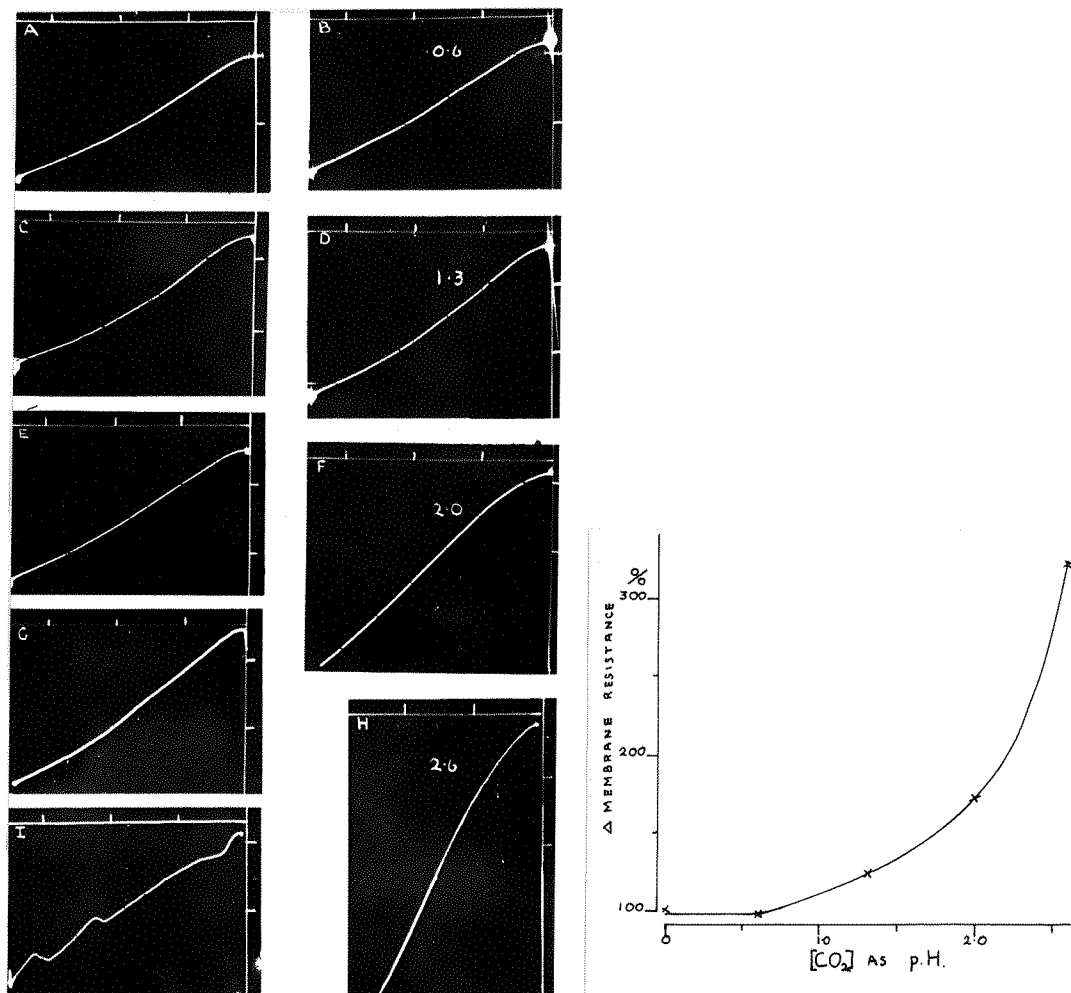 A
B
0.6
C
D
1.3
E
F
2.0
G
H
2.6
I
Δ MEMBRANE RESISTANCE %
300
200
100
0
1.0
2.0
[CO2] AS p.H.